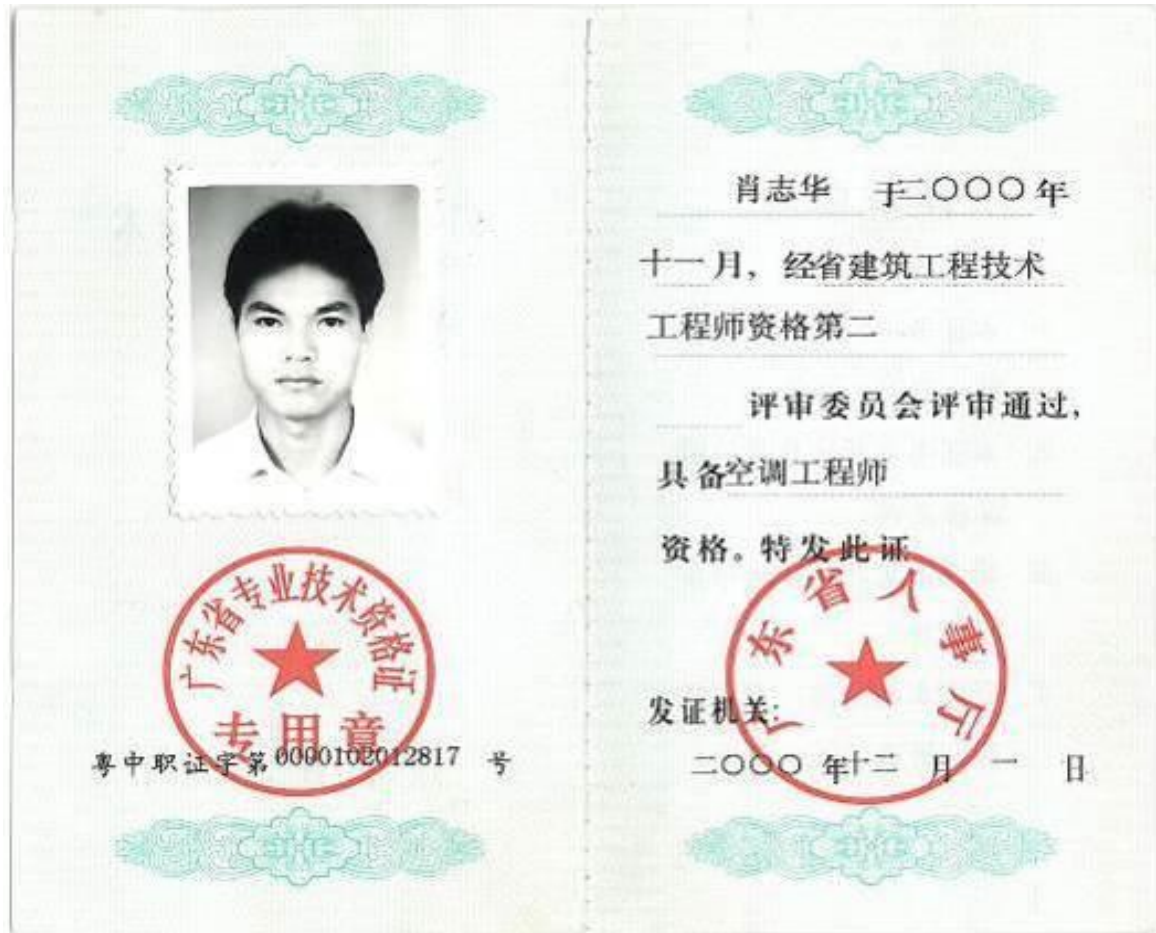 广东省专业技术资格证
专用章
粤中职证字第 0000102012817 号
肖志华 于二〇〇〇年
十一月，经省建筑工程技术
工程师资格第二
评审委员会评审通过，
具备空调工程师
资格。特发此证
广东省人事厅
发证机关：
二〇〇〇年十二月一日